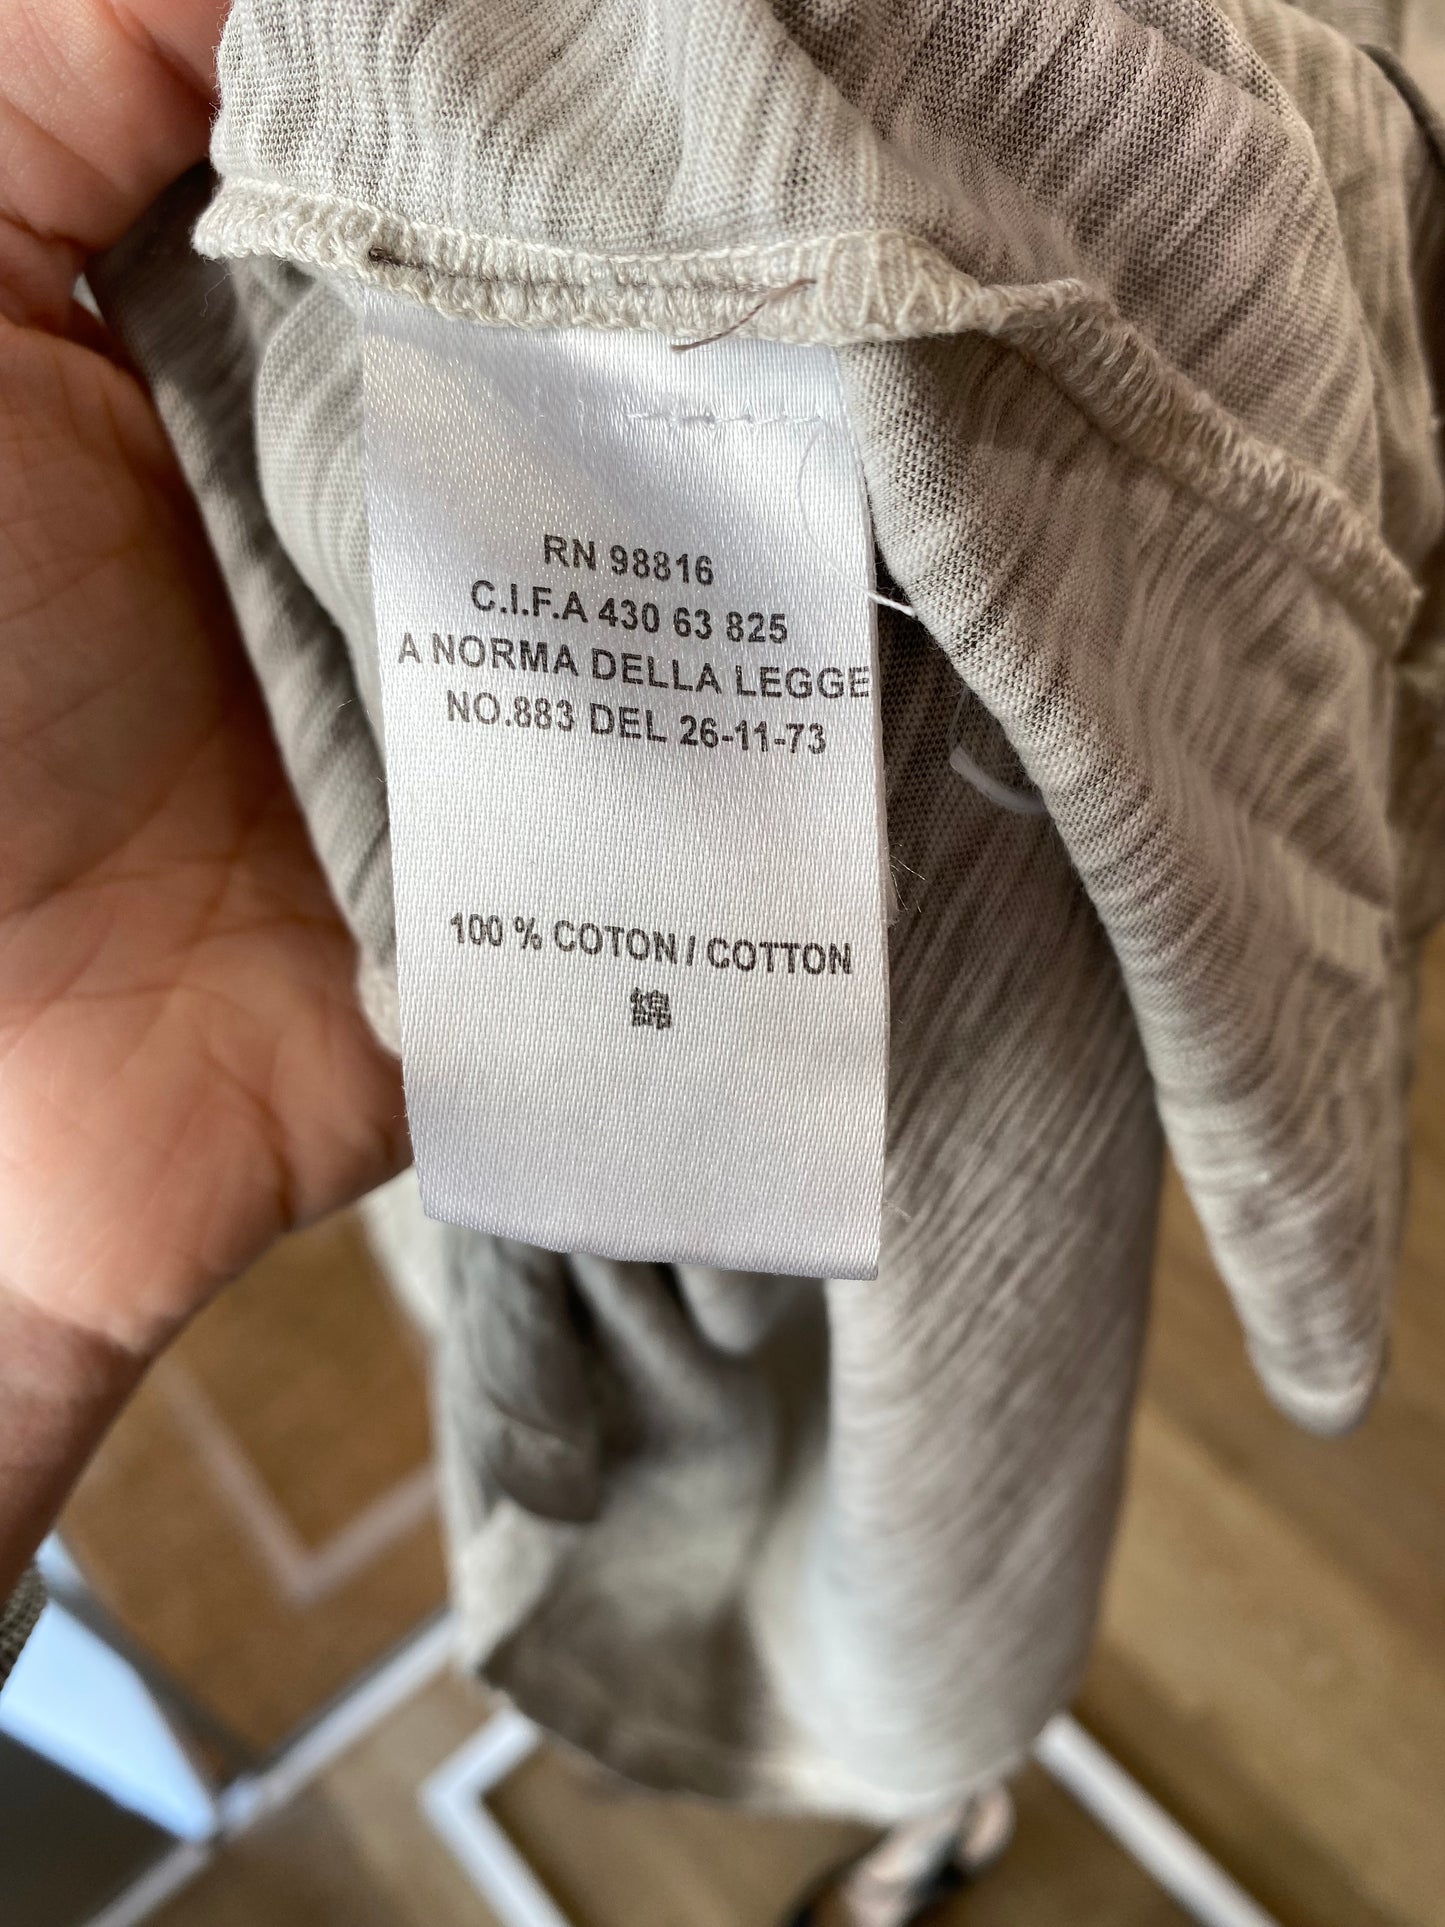 RN 98816
C.I.F.A 430 63 825
A NORMA DELLA LEGGE
NO.883 DEL 26-11-73
100 % COTON / COTTON
綿